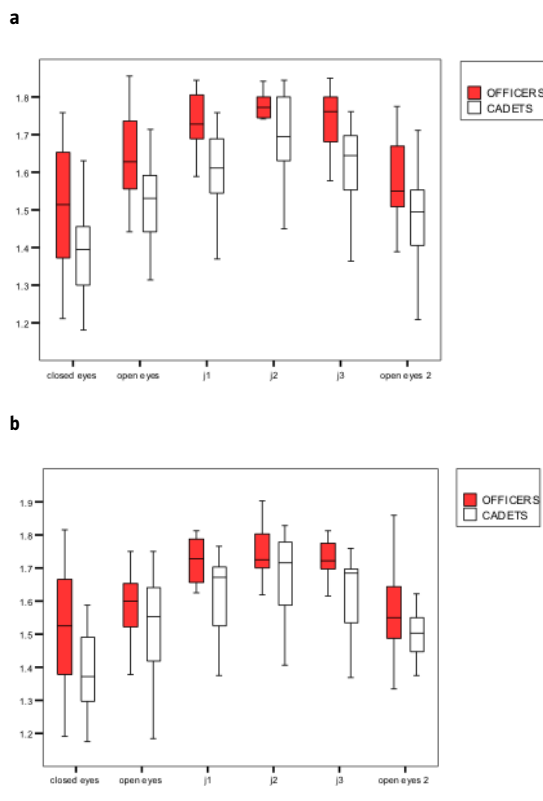 a
OFFICERS
CADETS
1.8
1.7
1.6
1.5
1.4
1.3
1.2
closed eyes open eyes j1 j2 j3 open eyes 2
b
OFFICERS
CADETS
1.9
1.8
1.7
1.6
1.5
1.4
1.3
1.2
closed eyes open eyes j1 j2 j3 open eyes 2